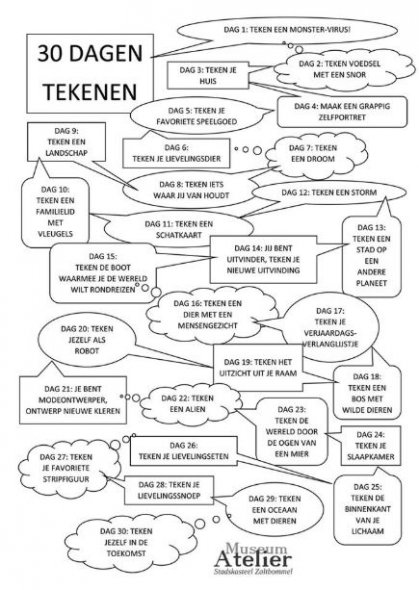 30 DAGEN
TEKENEN
DAG 1: TEKEN EEN MONSTER-VIRUS!
DAG 2: TEKEN VOEDSEL
MET EEN SNOR
DAG 3: TEKEN JE
HUIS
DAG 4: MAAK EEN GRAPPIG
ZELFPORTRET
DAG 5: TEKEN JE
FAVORIETE SPEELGOED
DAG 6:
TEKEN JE LIEVELINGSDIER
DAG 7: TEKEN
EEN DROOM
DAG 8: TEKEN IETS
WAAR JIJ VAN HOUDT
DAG 9:
TEKEN EEN
LANDSCHAP
DAG 10:
TEKEN EEN
FAMILIELID
MET
VLEUGELS
DAG 11: TEKEN EEN
SCHATKAART
DAG 12: TEKEN EEN STORM
DAG 13:
TEKEN EEN
STAD OP
EEN
ANDERE
PLANEET
DAG 14: JIJ BENT
UITVINDER, TEKEN JE
NIEUWE UITVINDING
DAG 15:
TEKEN DE BOOT
WAARMEE JE DE WERELD
WILT RONDREIZEN
DAG 16: TEKEN EEN
DIER MET EEN
MENSENGEZICHT
DAG 17:
TEKEN JE
VERJAARDAGS-
VERLANGLIJSTJE
DAG 18:
TEKEN EEN
BOS MET
WILDE DIEREN
DAG 19: TEKEN HET
UITZICHT UIT JE RAAM
DAG 20: TEKEN
JEZELF ALS
ROBOT
DAG 21: JE BENT
MODEONTWERPER,
ONTWERP NIEUWE KLEREN
DAG 22: TEKEN
EEN ALIEN
DAG 23:
TEKEN DE
WERELD DOOR
DE OGEN VAN
EEN MIER
DAG 24:
TEKEN JE
SLAAPKAMER
DAG 25:
TEKEN DE
BINNENKANT
VAN JE
LICHAAM
DAG 26:
TEKEN JE LIEVELINGSETEN
DAG 27: TEKEN
JE FAVORIETE
STRIPFIGUUR
DAG 28: TEKEN JE
LIEVELINGSSNOEP
DAG 29: TEKEN
EEN OCEAAN
MET DIEREN
DAG 30: TEKEN
JEZELF IN DE
TOEKOMST
Museum
Atelier
Stadskasteel Zaltbommel